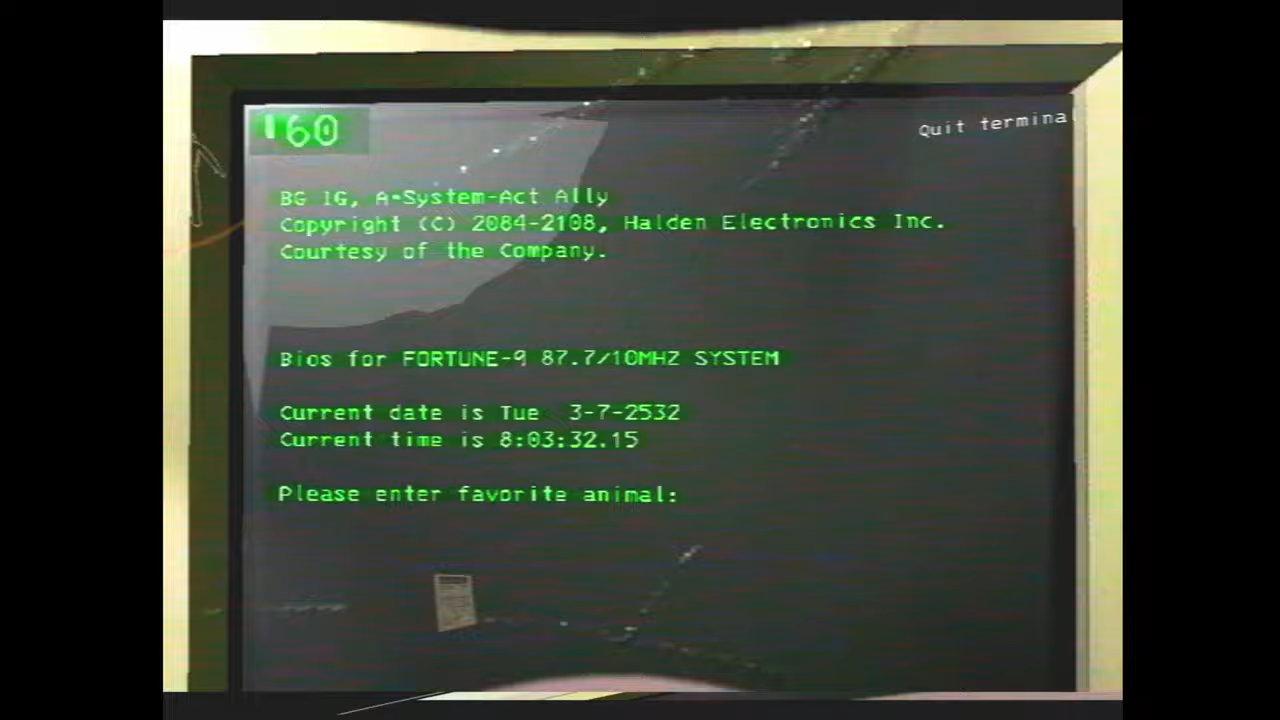 60
Quit termina
BG IG, A-System-Act Ally
Copyright (C) 2084-2108, Halden Electronics Inc.
Courtesy of the Company.
Bios for FORTUNE-9 87.7/10MHZ SYSTEM
Current date is Tue 3-7-2532
Current time is 8:03:32.15
Please enter favorite animal: